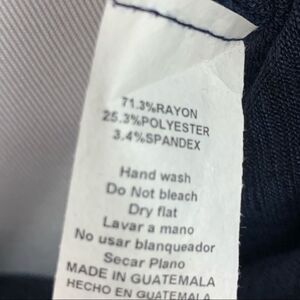 71.3%RAYON
25.3%POLYESTER
3.4%SPANDEX
Hand wash
Do Not bleach
Dry flat
Lavar a mano
No usar blanqueador
Secar Plano
MADE IN GUATEMALA
HECHO EN GUATEMALA